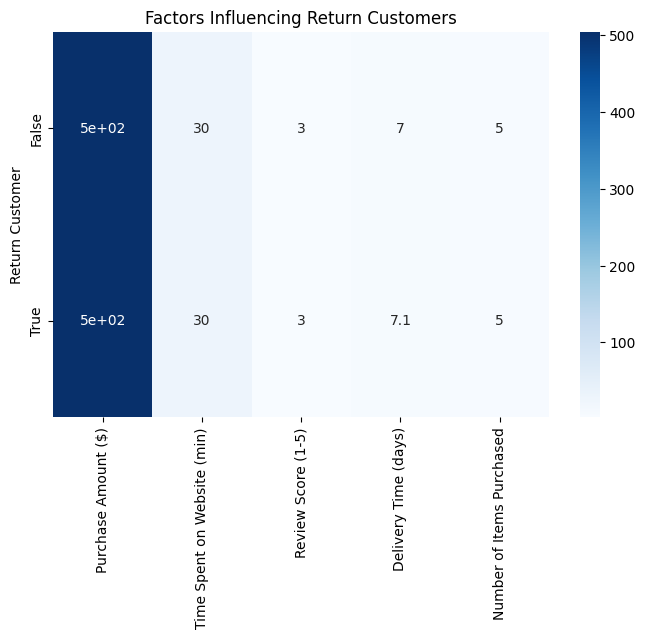 Factors Influencing Return Customers
Return Customer
False
5e+02 30 3 7 5
True
5e+02 30 3 7.1 5
Purchase Amount ($)
Time Spent on Website (min)
Review Score (1-5)
Delivery Time (days)
Number of Items Purchased
500
400
300
200
100